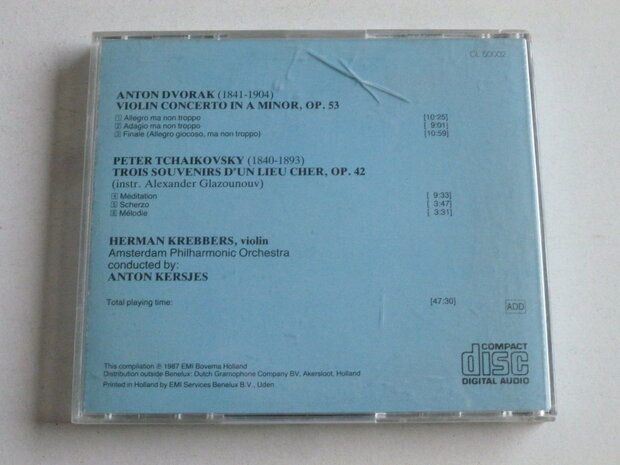 CL 60002
ANTON DVORAK (1841-1904)
VIOLIN CONCERTO IN A MINOR, OP. 53
1 Allegro ma non troppo [10:25]
2 Adagio ma non troppo [ 9:01]
3 Finale (Allegro giocoso, ma non troppo) [10:59]
PETER TCHAIKOVSKY (1840-1893)
TROIS SOUVENIRS D'UN LIEU CHER, OP. 42
(instr. Alexander Glazounouv)
4 Méditation [ 9:33]
5 Scherzo [ 3:47]
6 Mélodie [ 3:31]
HERMAN KREBBERS, violin
Amsterdam Philharmonic Orchestra
conducted by:
ANTON KERSJES
Total playing time: [47:30]
ADD
COMPACT
disc
DIGITAL AUDIO
This compilation ℗ 1987 EMI Bovema Holland
Distribution outside Benelux: Dutch Gramophone Company BV, Akersloot, Holland
Printed in Holland by EMI Services Benelux B.V., Uden